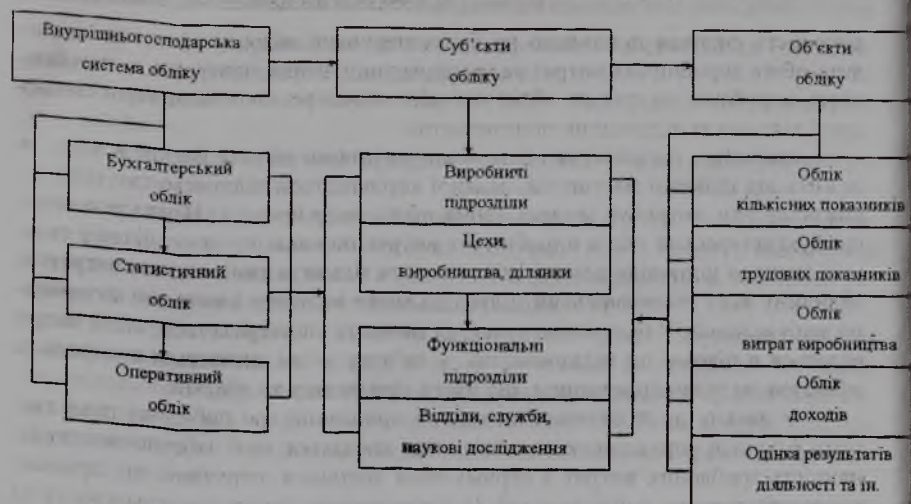 Внутрішньогосподарська
система обліку
Суб'єкти
обліку
Об'єкти
обліку
Бухгалтерський
облік
Статистичний
облік
Оперативний
облік
Виробничі
підрозділи
Цехи,
виробництва, ділянки
Функціональні
підрозділи
Відділи, служби,
наукові дослідження
Облік
кількісних показників
Облік
трудових показників
Облік
витрат виробництва
Облік
доходів
Оцінка результатів
діяльності та ін.